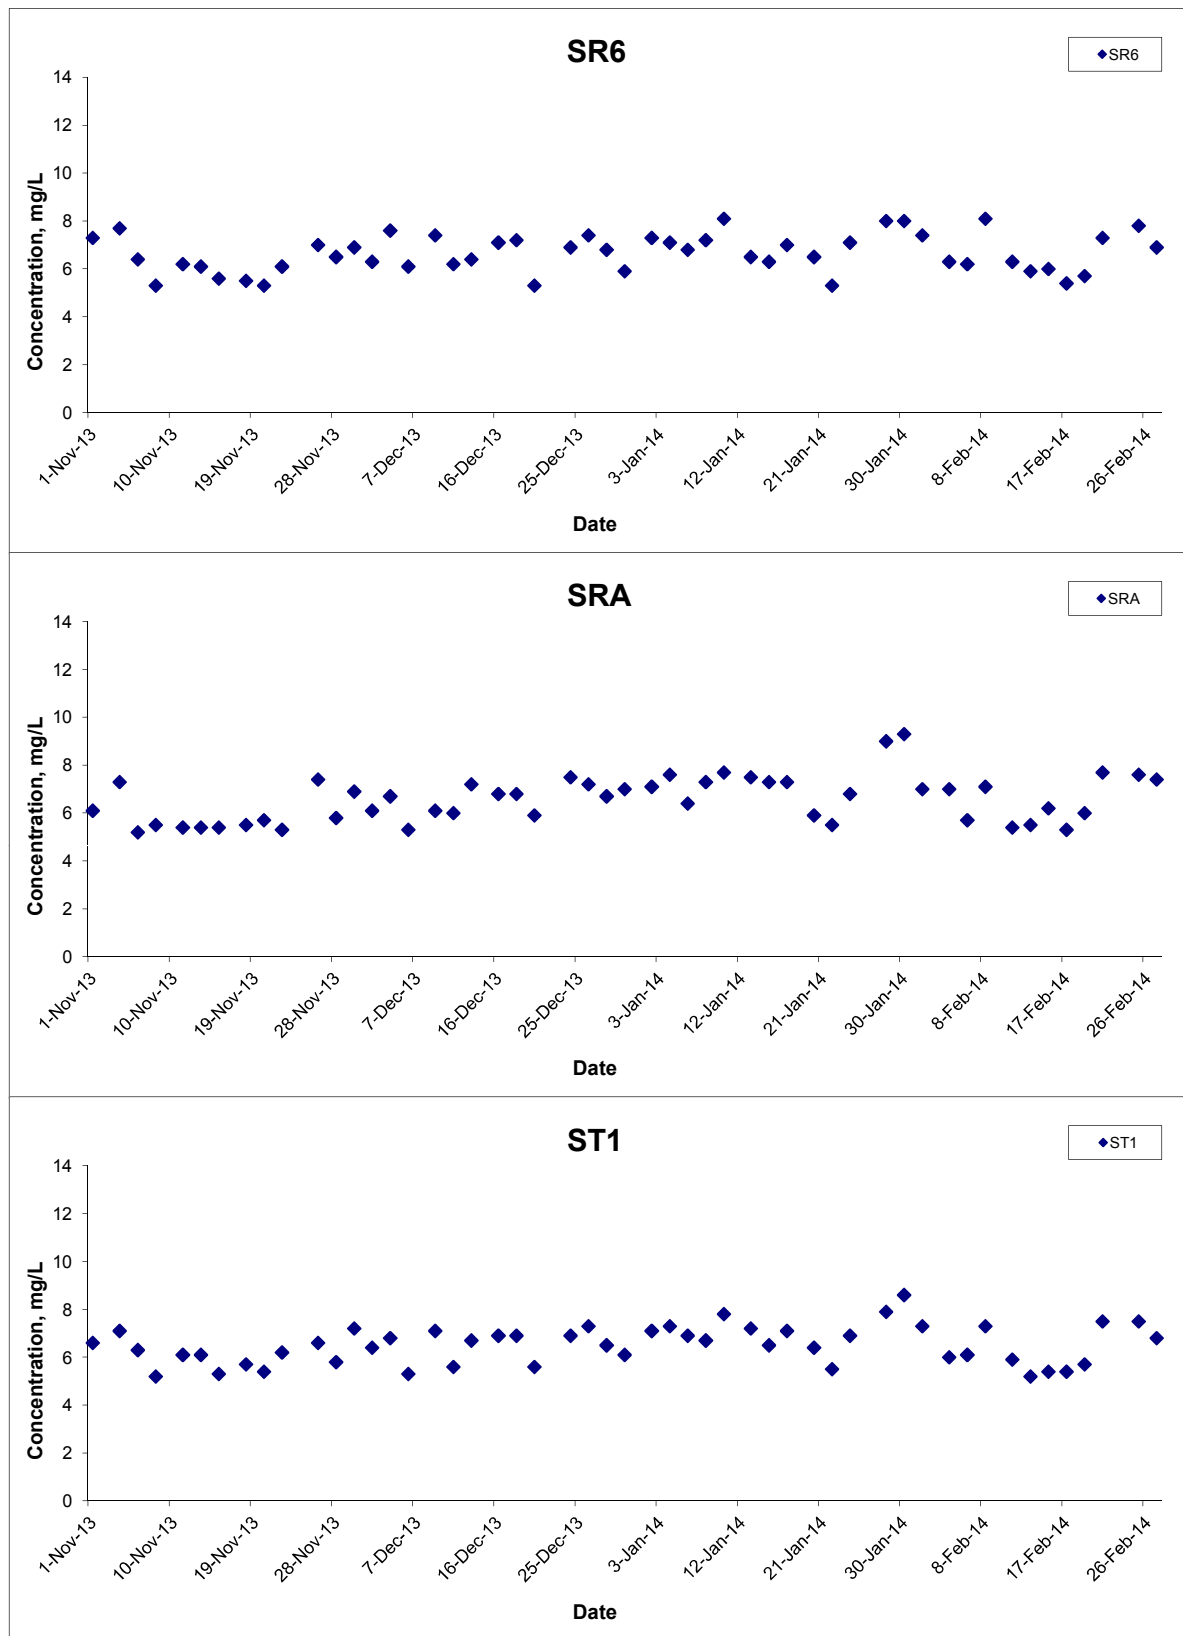 SR6
SR6
14
12
10
8
6
4
2
0
Concentration, mg/L
1-Nov-13
10-Nov-13
19-Nov-13
28-Nov-13
7-Dec-13
16-Dec-13
25-Dec-13
3-Jan-14
12-Jan-14
21-Jan-14
30-Jan-14
8-Feb-14
17-Feb-14
26-Feb-14
Date
SRA
SRA
14
12
10
8
6
4
2
0
Concentration, mg/L
1-Nov-13
10-Nov-13
19-Nov-13
28-Nov-13
7-Dec-13
16-Dec-13
25-Dec-13
3-Jan-14
12-Jan-14
21-Jan-14
30-Jan-14
8-Feb-14
17-Feb-14
26-Feb-14
Date
ST1
ST1
14
12
10
8
6
4
2
0
Concentration, mg/L
1-Nov-13
10-Nov-13
19-Nov-13
28-Nov-13
7-Dec-13
16-Dec-13
25-Dec-13
3-Jan-14
12-Jan-14
21-Jan-14
30-Jan-14
8-Feb-14
17-Feb-14
26-Feb-14
Date